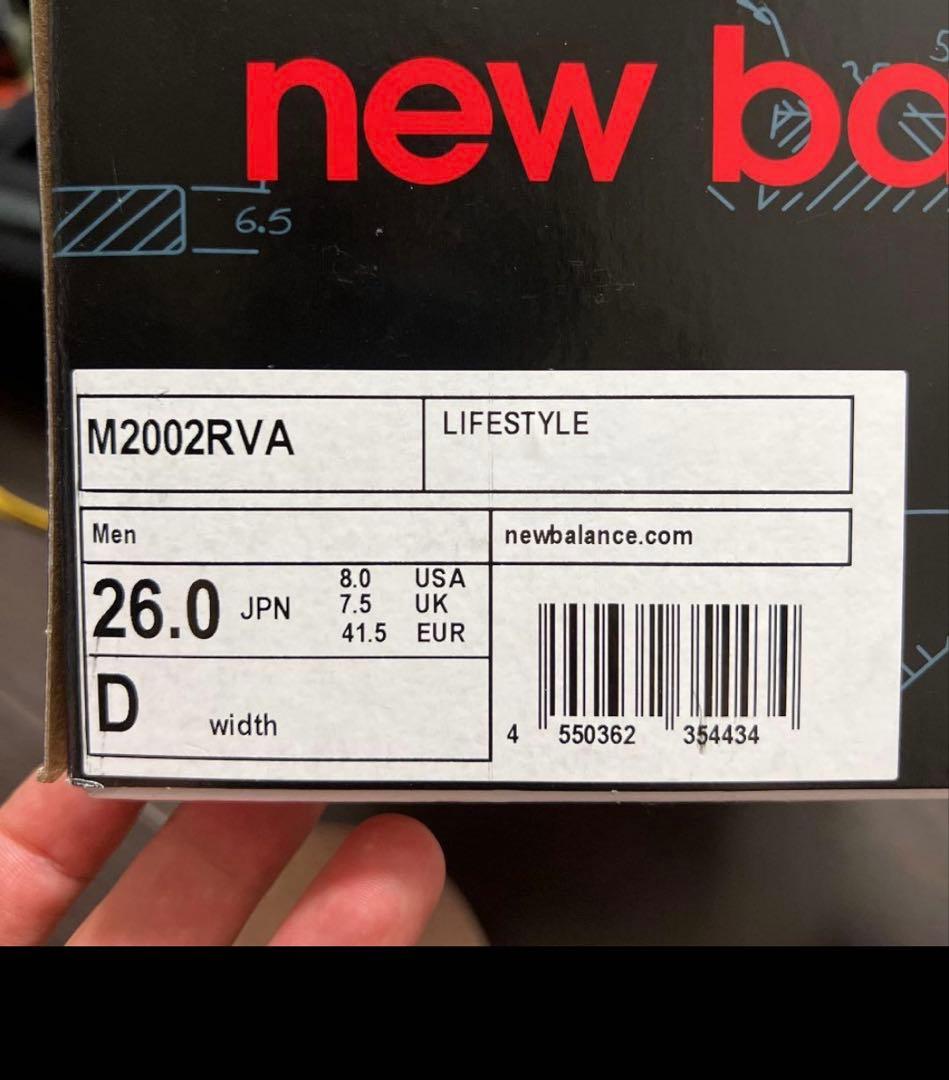 new ba
6.5
M2002RVA
LIFESTYLE
Men
newbalance.com
26.0 JPN
8.0 USA
7.5 UK
41.5 EUR
D width
4 550362 354434